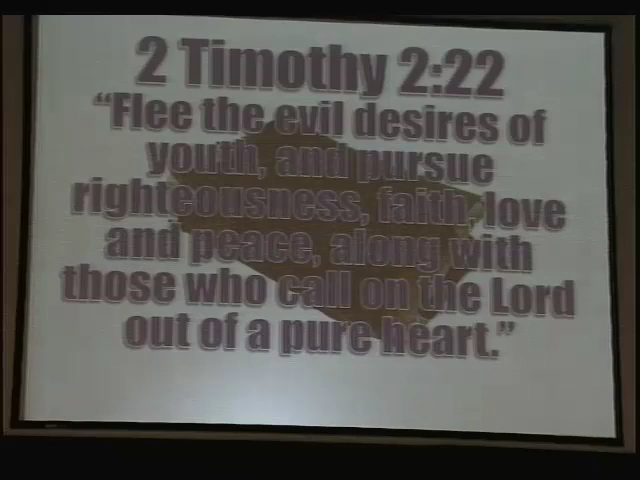 2 Timothy 2:22
“Flee the evil desires of
youth, and pursue
righteousness, faith, love
and peace, along with
those who call on the Lord
out of a pure heart.”